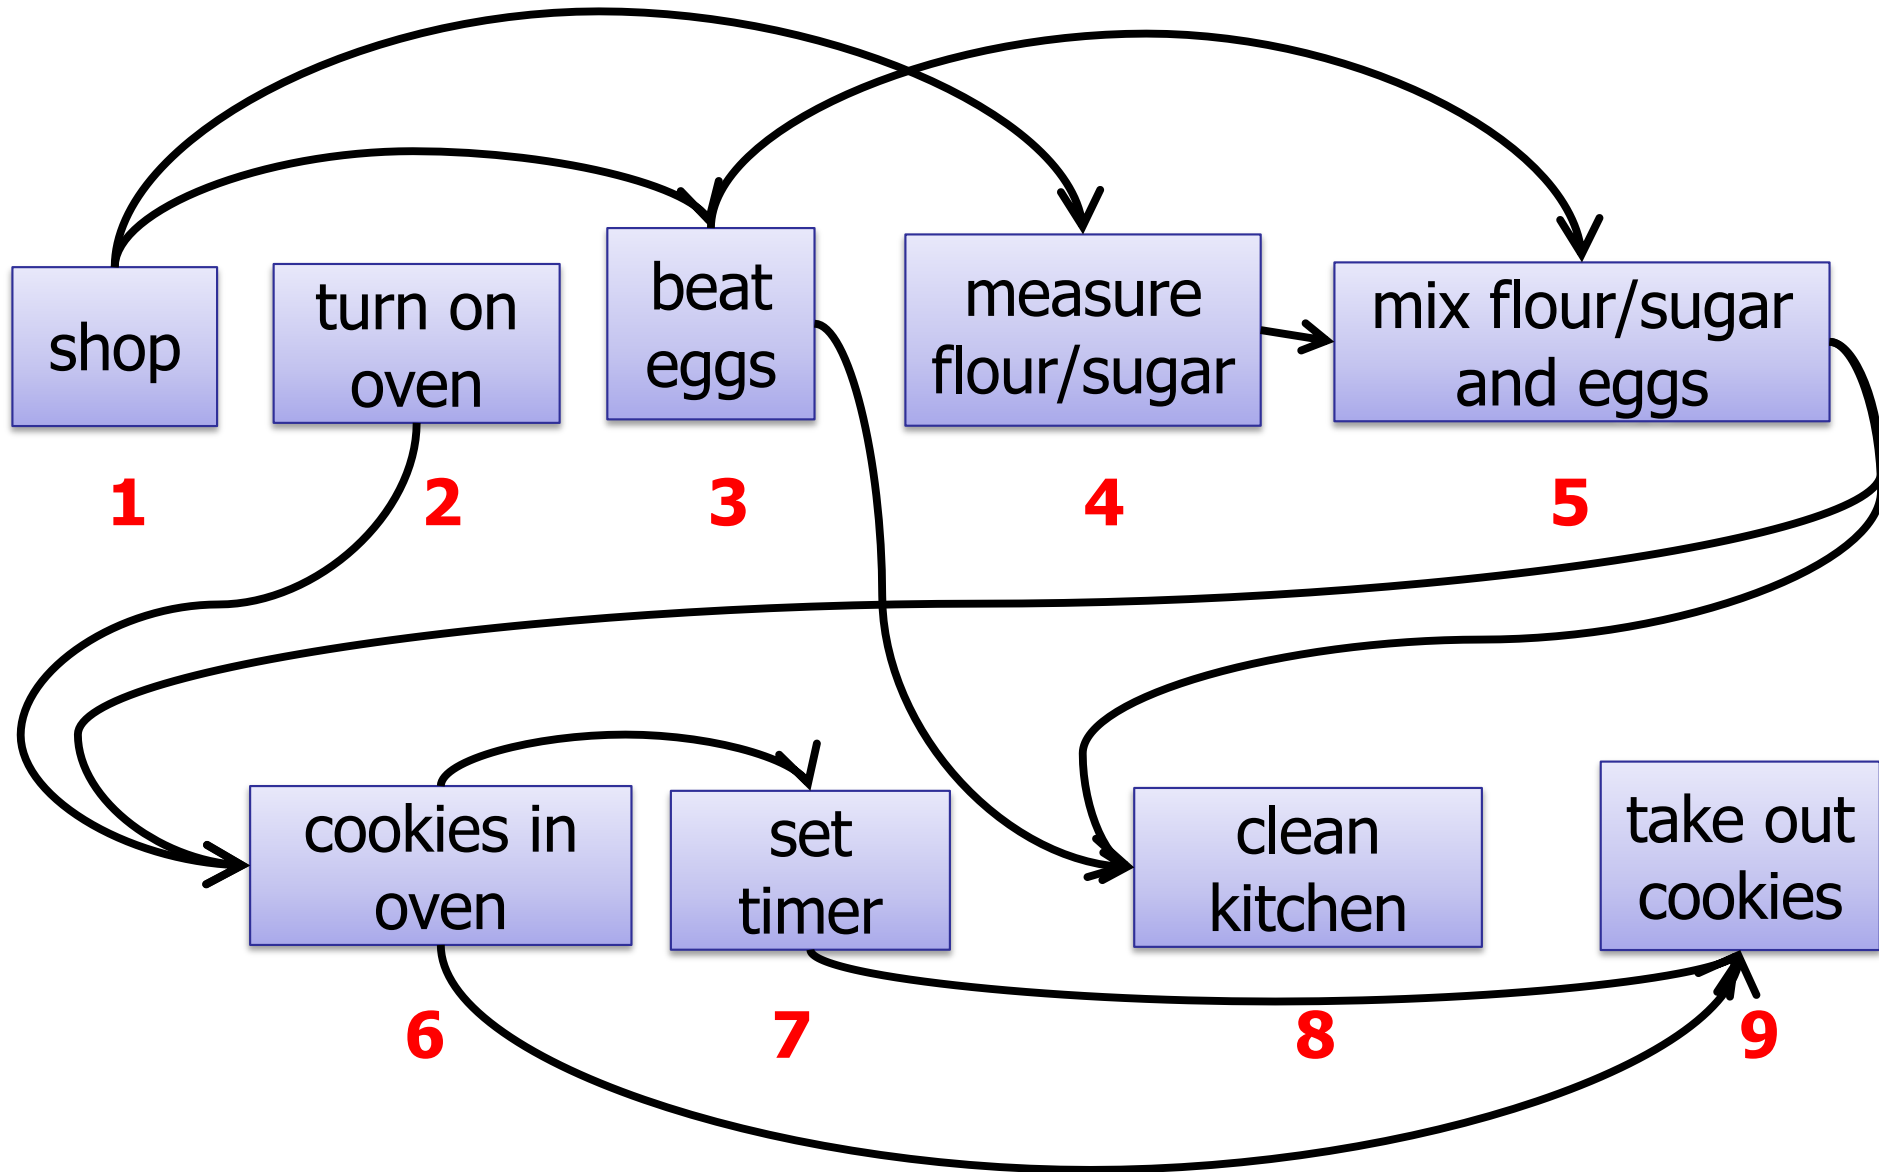 shop
turn on
oven
beat
eggs
measure
flour/sugar
mix flour/sugar
and eggs
1
2
3
4
5
cookies in
oven
set
timer
clean
kitchen
take out
cookies
6
7
8
9